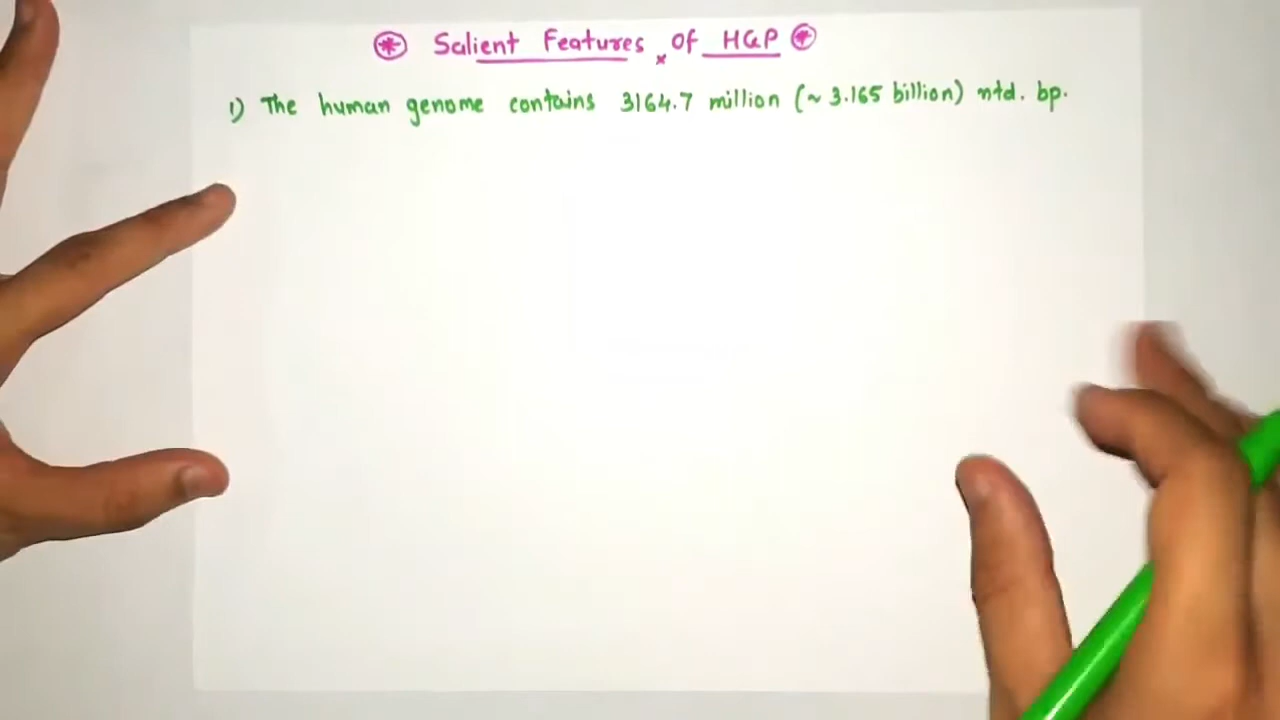 Salient Features of HGP
1) The human genome contains 3164.7 million (~ 3.165 billion) ntd. bp.